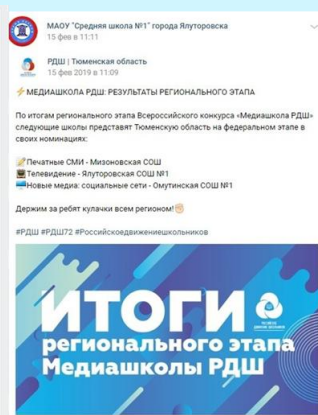 МАОУ "Средняя школа №1" города Ялуторовска
15 фев в 11:11
РДШ | Тюменская область
15 фев 2019 в 11:09
МЕДИАШКОЛА РДШ: РЕЗУЛЬТАТЫ РЕГИОНАЛЬНОГО ЭТАПА
По итогам регионального этапа Всероссийского конкурса «Медиашкола РДШ»
следующие школы представят Тюменскую область на федеральном этапе в
своих номинациях:
Печатные СМИ - Мизоновская СОШ
Телевидение - Ялуторовская СОШ №1
Новые медиа: социальные сети - Омутинская СОШ №1
Держим за ребят кулачки всем регионом!
#РДШ #РДШ72 #Российскоедвижениешкольников
ИТОГИ
регионального этапа
Медиашколы РДШ